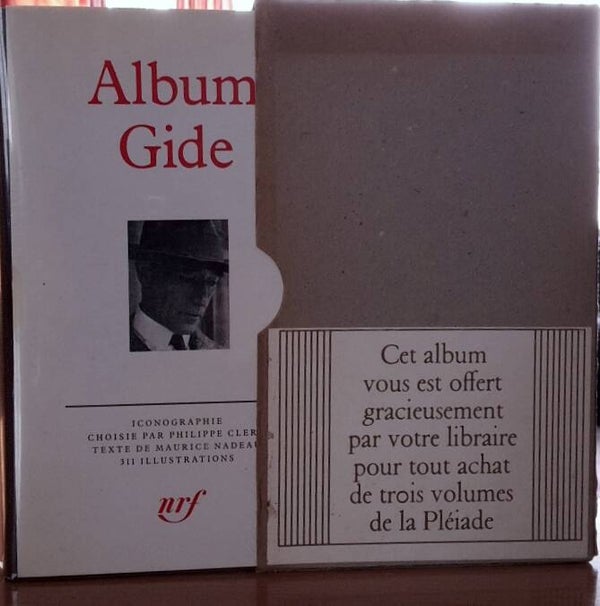 Album
Gide
ICONOGRAPHIE
CHOISIE PAR PHILIPPE CLER
TEXTE DE MAURICE NADEAU
311 ILLUSTRATIONS
nrf
Cet album
vous est offert
gracieusement
par votre libraire
pour tout achat
de trois volumes
de la Pléiade